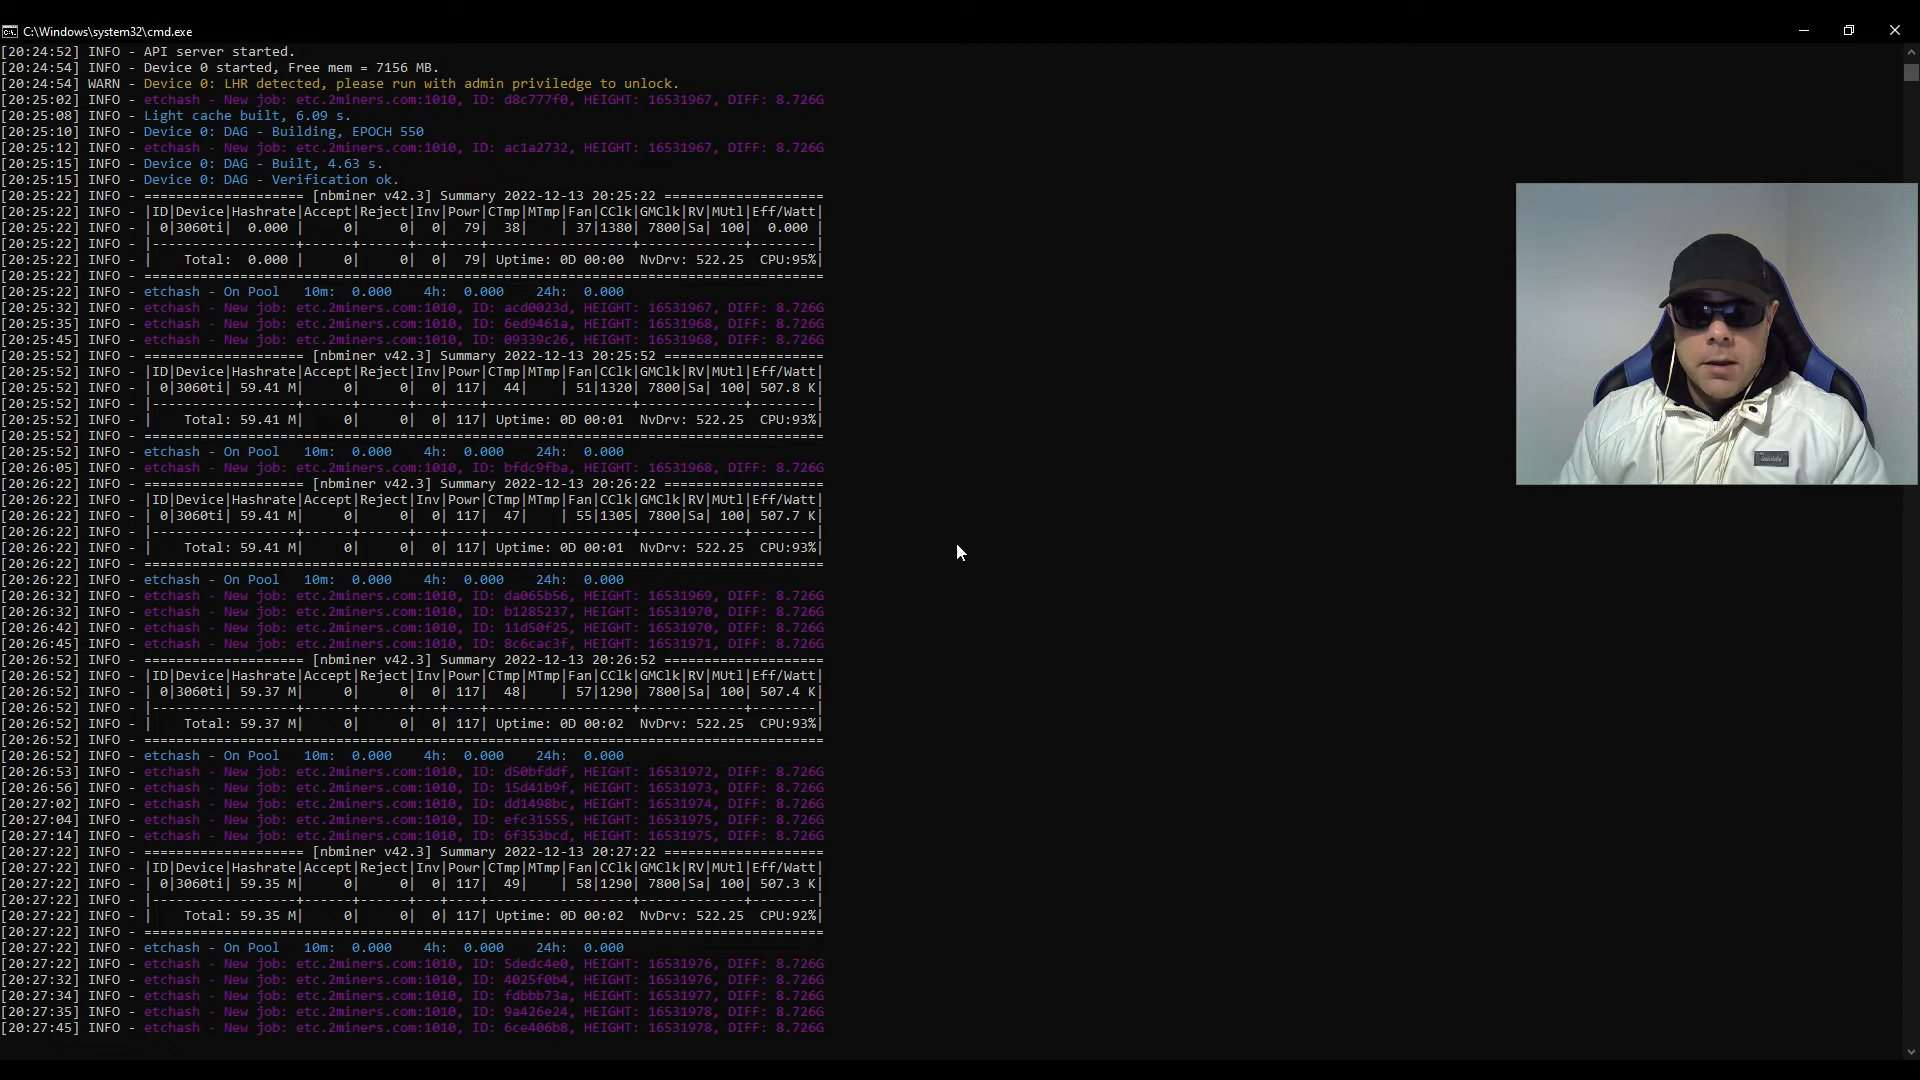 C:\Windows\system32\cmd.exe
[20:24:52] INFO - API server started.
[20:24:54] INFO - Device 0 started, Free mem = 7156 MB.
[20:24:54] WARN - Device 0: LHR detected, please run with admin priviledge to unlock.
[20:25:02] INFO - etchash - New job: etc.2miners.com:1010, ID: d8c777f0, HEIGHT: 16531967, DIFF: 8.726G
[20:25:08] INFO - Light cache built, 6.09 s.
[20:25:10] INFO - Device 0: DAG - Building, EPOCH 550
[20:25:12] INFO - etchash - New job: etc.2miners.com:1010, ID: ac1a2732, HEIGHT: 16531967, DIFF: 8.726G
[20:25:15] INFO - Device 0: DAG - Built, 4.63 s.
[20:25:15] INFO - Device 0: DAG - Verification ok.
[20:25:22] INFO - ==================== [nbminer v42.3] Summary 2022-12-13 20:25:22 ====================
[20:25:22] INFO - |ID|Device|Hashrate|Accept|Reject|Inv|Powr|CTmp|MTmp|Fan|CClk|GMClk|RV|MUtl|Eff/Watt|
[20:25:22] INFO - | 0|3060ti|  0.000 |     0|     0|  0|  79|  38|    | 37|1380| 7800|Sa| 100|  0.000 |
[20:25:22] INFO - |------------------+------+------+---+----+------------------+---------+--------|
[20:25:22] INFO - |    Total:  0.000 |     0|     0|  0|  79| Uptime: 0D 00:00  NvDrv: 522.25  CPU:95%|
[20:25:22] INFO - =====================================================================================
[20:25:22] INFO - etchash - On Pool   10m:  0.000    4h:  0.000    24h:  0.000
[20:25:32] INFO - etchash - New job: etc.2miners.com:1010, ID: acd0023d, HEIGHT: 16531967, DIFF: 8.726G
[20:25:35] INFO - etchash - New job: etc.2miners.com:1010, ID: 6ed9461a, HEIGHT: 16531968, DIFF: 8.726G
[20:25:45] INFO - etchash - New job: etc.2miners.com:1010, ID: 09339c26, HEIGHT: 16531968, DIFF: 8.726G
[20:25:52] INFO - ==================== [nbminer v42.3] Summary 2022-12-13 20:25:52 ====================
[20:25:52] INFO - |ID|Device|Hashrate|Accept|Reject|Inv|Powr|CTmp|MTmp|Fan|CClk|GMClk|RV|MUtl|Eff/Watt|
[20:25:52] INFO - | 0|3060ti| 59.41 M|     0|     0|  0| 117|  44|    | 51|1320| 7800|Sa| 100| 507.8 K|
[20:25:52] INFO - |------------------+------+------+---+----+------------------+---------+--------|
[20:25:52] INFO - |    Total: 59.41 M|     0|     0|  0| 117| Uptime: 0D 00:01  NvDrv: 522.25  CPU:93%|
[20:25:52] INFO - =====================================================================================
[20:25:52] INFO - etchash - On Pool   10m:  0.000    4h:  0.000    24h:  0.000
[20:26:05] INFO - etchash - New job: etc.2miners.com:1010, ID: bfdc9fba, HEIGHT: 16531968, DIFF: 8.726G
[20:26:22] INFO - ==================== [nbminer v42.3] Summary 2022-12-13 20:26:22 ====================
[20:26:22] INFO - |ID|Device|Hashrate|Accept|Reject|Inv|Powr|CTmp|MTmp|Fan|CClk|GMClk|RV|MUtl|Eff/Watt|
[20:26:22] INFO - | 0|3060ti| 59.41 M|     0|     0|  0| 117|  47|    | 55|1305| 7800|Sa| 100| 507.7 K|
[20:26:22] INFO - |------------------+------+------+---+----+------------------+---------+--------|
[20:26:22] INFO - |    Total: 59.41 M|     0|     0|  0| 117| Uptime: 0D 00:01  NvDrv: 522.25  CPU:93%|
[20:26:22] INFO - =====================================================================================
[20:26:22] INFO - etchash - On Pool   10m:  0.000    4h:  0.000    24h:  0.000
[20:26:32] INFO - etchash - New job: etc.2miners.com:1010, ID: da065b56, HEIGHT: 16531969, DIFF: 8.726G
[20:26:32] INFO - etchash - New job: etc.2miners.com:1010, ID: b1285237, HEIGHT: 16531970, DIFF: 8.726G
[20:26:42] INFO - etchash - New job: etc.2miners.com:1010, ID: 11d50f25, HEIGHT: 16531970, DIFF: 8.726G
[20:26:45] INFO - etchash - New job: etc.2miners.com:1010, ID: 8c6cac3f, HEIGHT: 16531971, DIFF: 8.726G
[20:26:52] INFO - ==================== [nbminer v42.3] Summary 2022-12-13 20:26:52 ====================
[20:26:52] INFO - |ID|Device|Hashrate|Accept|Reject|Inv|Powr|CTmp|MTmp|Fan|CClk|GMClk|RV|MUtl|Eff/Watt|
[20:26:52] INFO - | 0|3060ti| 59.37 M|     0|     0|  0| 117|  48|    | 57|1290| 7800|Sa| 100| 507.4 K|
[20:26:52] INFO - |------------------+------+------+---+----+------------------+---------+--------|
[20:26:52] INFO - |    Total: 59.37 M|     0|     0|  0| 117| Uptime: 0D 00:02  NvDrv: 522.25  CPU:93%|
[20:26:52] INFO - =====================================================================================
[20:26:52] INFO - etchash - On Pool   10m:  0.000    4h:  0.000    24h:  0.000
[20:26:53] INFO - etchash - New job: etc.2miners.com:1010, ID: d50bfddf, HEIGHT: 16531972, DIFF: 8.726G
[20:26:56] INFO - etchash - New job: etc.2miners.com:1010, ID: 15d41b9f, HEIGHT: 16531973, DIFF: 8.726G
[20:27:02] INFO - etchash - New job: etc.2miners.com:1010, ID: dd1498bc, HEIGHT: 16531974, DIFF: 8.726G
[20:27:04] INFO - etchash - New job: etc.2miners.com:1010, ID: efc31555, HEIGHT: 16531975, DIFF: 8.726G
[20:27:14] INFO - etchash - New job: etc.2miners.com:1010, ID: 6f353bcd, HEIGHT: 16531975, DIFF: 8.726G
[20:27:22] INFO - ==================== [nbminer v42.3] Summary 2022-12-13 20:27:22 ====================
[20:27:22] INFO - |ID|Device|Hashrate|Accept|Reject|Inv|Powr|CTmp|MTmp|Fan|CClk|GMClk|RV|MUtl|Eff/Watt|
[20:27:22] INFO - | 0|3060ti| 59.35 M|     0|     0|  0| 117|  49|    | 58|1290| 7800|Sa| 100| 507.3 K|
[20:27:22] INFO - |------------------+------+------+---+----+------------------+---------+--------|
[20:27:22] INFO - |    Total: 59.35 M|     0|     0|  0| 117| Uptime: 0D 00:02  NvDrv: 522.25  CPU:92%|
[20:27:22] INFO - =====================================================================================
[20:27:22] INFO - etchash - On Pool   10m:  0.000    4h:  0.000    24h:  0.000
[20:27:22] INFO - etchash - New job: etc.2miners.com:1010, ID: 5dedc4e0, HEIGHT: 16531976, DIFF: 8.726G
[20:27:32] INFO - etchash - New job: etc.2miners.com:1010, ID: 4025f0b4, HEIGHT: 16531976, DIFF: 8.726G
[20:27:34] INFO - etchash - New job: etc.2miners.com:1010, ID: fdbbb73a, HEIGHT: 16531977, DIFF: 8.726G
[20:27:35] INFO - etchash - New job: etc.2miners.com:1010, ID: 9a426e24, HEIGHT: 16531978, DIFF: 8.726G
[20:27:45] INFO - etchash - New job: etc.2miners.com:1010, ID: 6ce406b8, HEIGHT: 16531978, DIFF: 8.726G